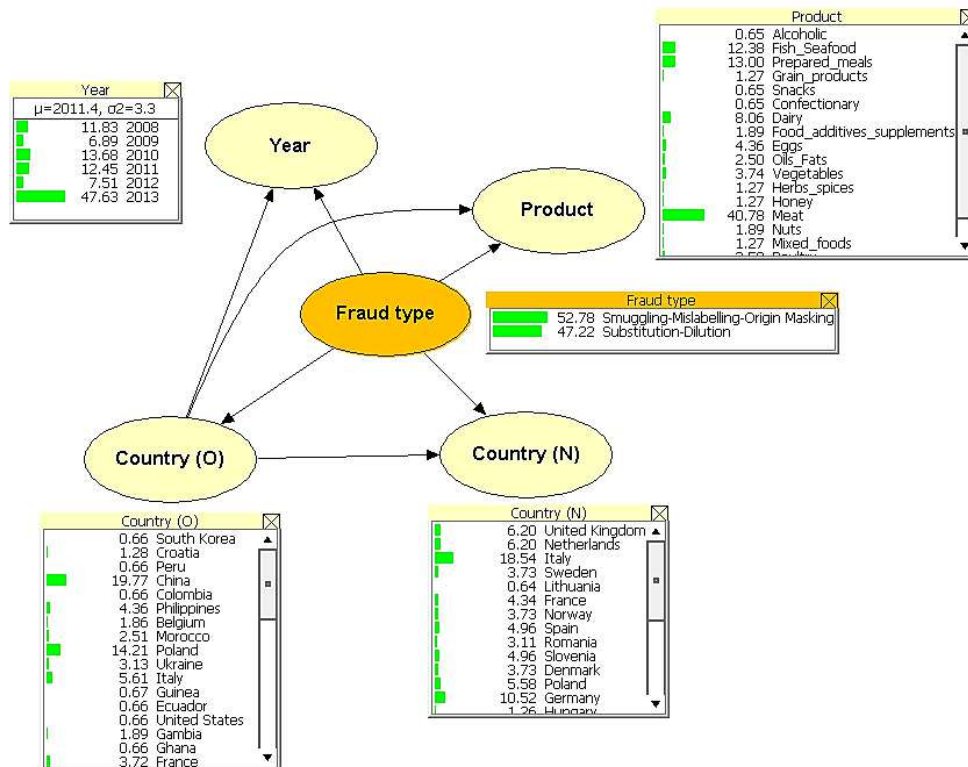 Product
0.65 Alcoholic
12.38 Fish_Seafood
13.00 Prepared_meals
1.27 Grain_products
0.65 Snacks
0.65 Confectionary
8.06 Dairy
1.89 Food_additives_supplements
4.36 Eggs
2.50 Oils_Fats
3.74 Vegetables
1.27 Herbs_spices
1.27 Honey
40.78 Meat
1.89 Nuts
1.27 Mixed_foods
Year
µ=2011.4, σ2=3.3
11.83 2008
6.89 2009
13.68 2010
12.45 2011
7.51 2012
47.63 2013
Year
Product
Fraud type
Fraud type
52.78 Smuggling-Mislabelling-Origin Masking
47.22 Substitution-Dilution
Country (O)
Country (N)
Country (O)
0.66 South Korea
1.28 Croatia
0.66 Peru
19.77 China
0.66 Colombia
4.36 Philippines
1.86 Belgium
2.51 Morocco
14.21 Poland
3.13 Ukraine
5.61 Italy
0.67 Guinea
0.66 Ecuador
0.66 United States
1.89 Gambia
0.66 Ghana
3.72 France
Country (N)
6.20 United Kingdom
6.20 Netherlands
18.54 Italy
3.73 Sweden
0.64 Lithuania
4.34 France
3.73 Norway
4.96 Spain
3.11 Romania
4.96 Slovenia
3.73 Denmark
5.58 Poland
10.52 Germany
1.26 Hungary